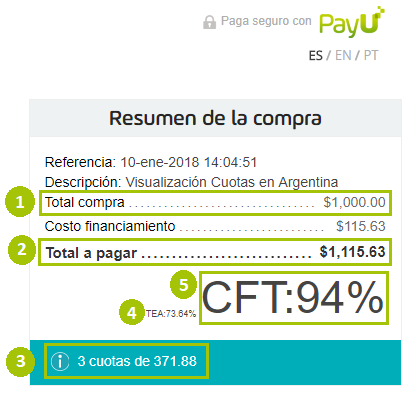 Paga seguro con PayU
ES / EN / PT
Resumen de la compra
Referencia: 10-ene-2018 14:04:51
Descripción: Visualización Cuotas en Argentina
1 Total compra ........................................ $1,000.00
Costo financiamiento ........................... $115.63
2 Total a pagar ................................ $1,115.63
5 CFT:94%
4 TEA:73.64%
3 i 3 cuotas de 371.88